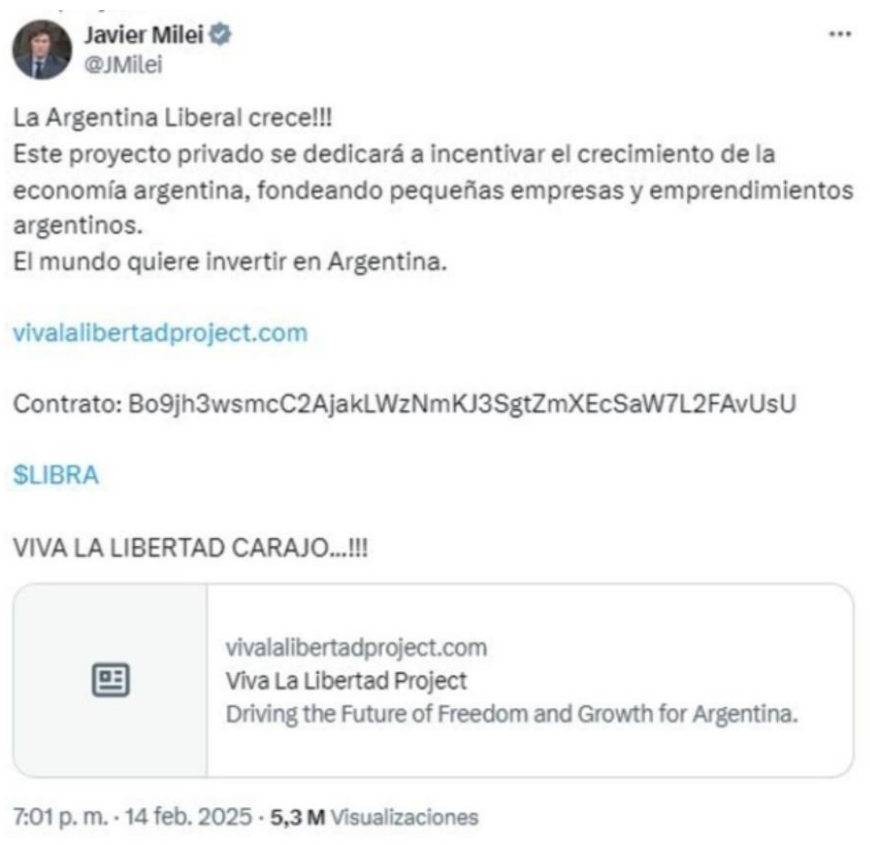 Javier Milei
@JMilei
La Argentina Liberal crece!!!
Este proyecto privado se dedicará a incentivar el crecimiento de la
economía argentina, fondeando pequeñas empresas y emprendimientos
argentinos.
El mundo quiere invertir en Argentina.
vivalalibertadproject.com
Contrato: Bo9jh3wsmcC2AjakLWzNmKJ3SgtZmXEcSaW7L2FAvUsU
$LIBRA
VIVA LA LIBERTAD CARAJO...!!!
vivalalibertadproject.com
Viva La Libertad Project
Driving the Future of Freedom and Growth for Argentina.
7:01 p. m. · 14 feb. 2025 · 5,3 M Visualizaciones